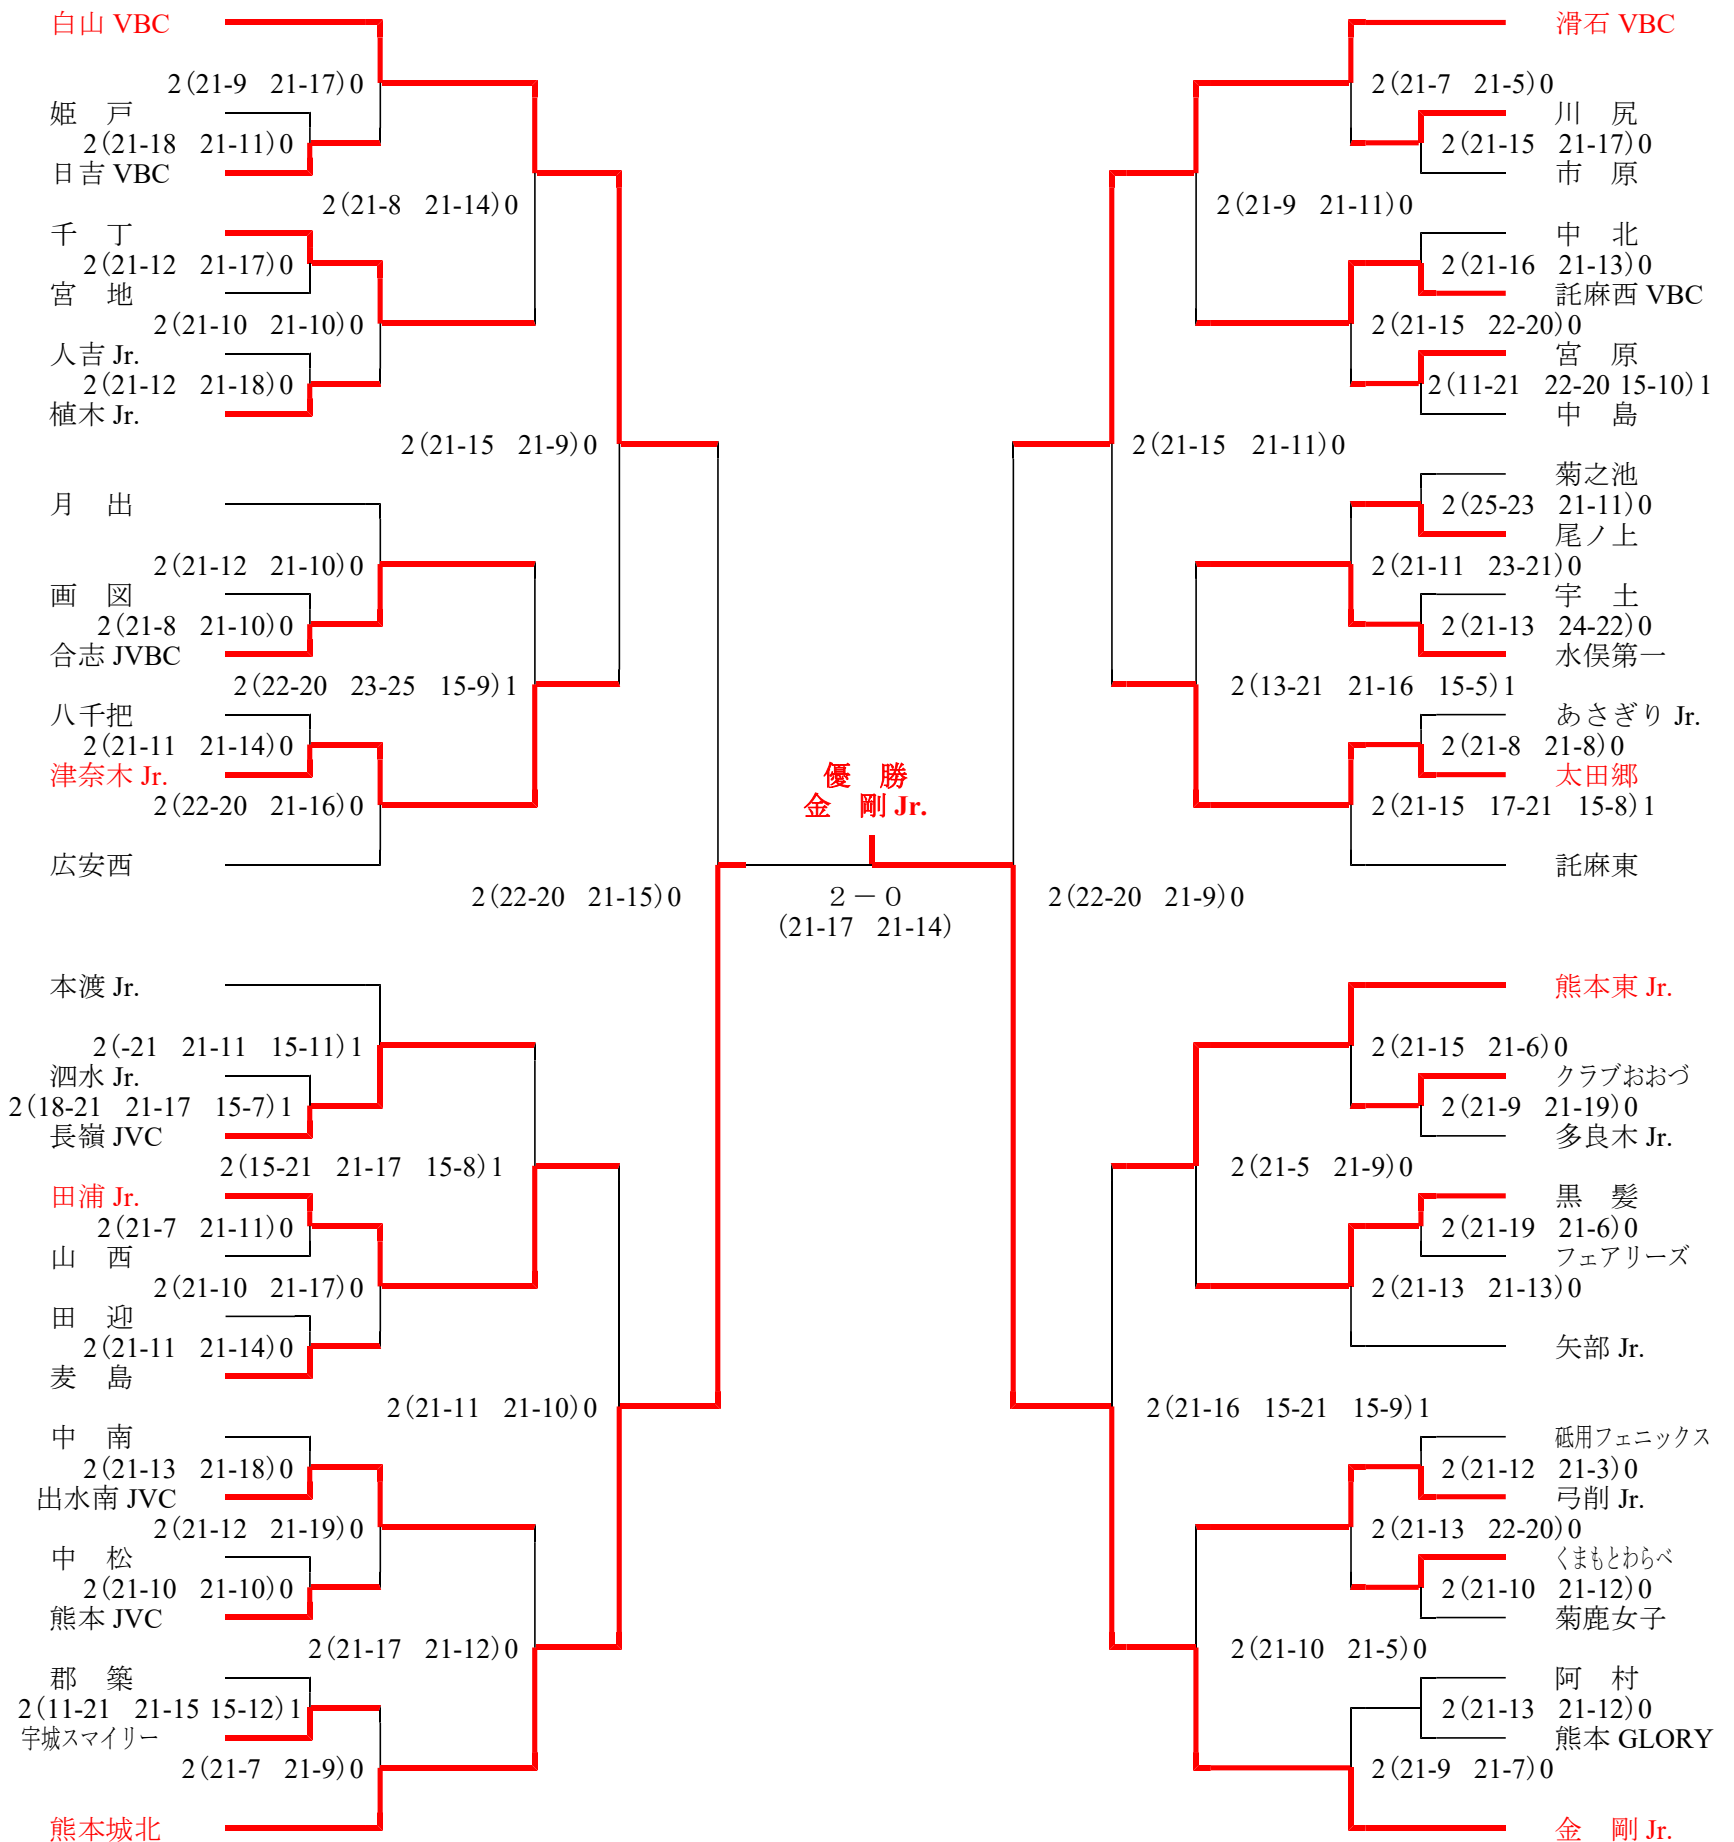 白山 VBC
2(21-9 21-17)0
姫 戸
2(21-18 21-11)0
日吉 VBC
2(21-8 21-14)0
千 丁
2(21-12 21-17)0
宮 地
2(21-10 21-10)0
人吉 Jr.
2(21-12 21-18)0
植木 Jr.
2(21-15 21-9)0
月 出
2(21-12 21-10)0
画 図
2(21-8 21-10)0
合志 JVBC
2(22-20 23-25 15-9)1
八千把
2(21-11 21-14)0
津奈木 Jr.
2(22-20 21-16)0
広安西
2(22-20 21-15)0
本渡 Jr.
2(-21 21-11 15-11)1
泗水 Jr.
2(18-21 21-17 15-7)1
長嶺 JVC
2(15-21 21-17 15-8)1
田浦 Jr.
2(21-7 21-11)0
山 西
2(21-10 21-17)0
田 迎
2(21-11 21-14)0
麦 島
2(21-11 21-10)0
中 南
2(21-13 21-18)0
出水南 JVC
2(21-12 21-19)0
中 松
2(21-10 21-10)0
熊本 JVC
2(21-17 21-12)0
郡 築
2(11-21 21-15 15-12)1
宇城スマイリー
2(21-7 21-9)0
熊本城北
優 勝
金 剛 Jr.
2－0
(21-17 21-14)
滑石 VBC
2(21-7 21-5)0
川 尻
2(21-15 21-17)0
市 原
2(21-9 21-11)0
中 北
2(21-16 21-13)0
託麻西 VBC
2(21-15 22-20)0
宮 原
2(11-21 22-20 15-10)1
中 島
2(21-15 21-11)0
菊之池
2(25-23 21-11)0
尾ノ上
2(21-11 23-21)0
宇 土
2(21-13 24-22)0
水俣第一
2(13-21 21-16 15-5)1
あさぎり Jr.
2(21-8 21-8)0
太田郷
2(21-15 17-21 15-8)1
託麻東
2(22-20 21-9)0
熊本東 Jr.
2(21-15 21-6)0
クラブおおづ
2(21-9 21-19)0
多良木 Jr.
2(21-5 21-9)0
黒 髪
2(21-19 21-6)0
フェアリーズ
2(21-13 21-13)0
矢部 Jr.
2(21-16 15-21 15-9)1
砥用フェニックス
2(21-12 21-3)0
弓削 Jr.
2(21-13 22-20)0
くまもとわらべ
2(21-10 21-12)0
菊鹿女子
2(21-10 21-5)0
阿 村
2(21-13 21-12)0
熊本 GLORY
2(21-9 21-7)0
金 剛 Jr.